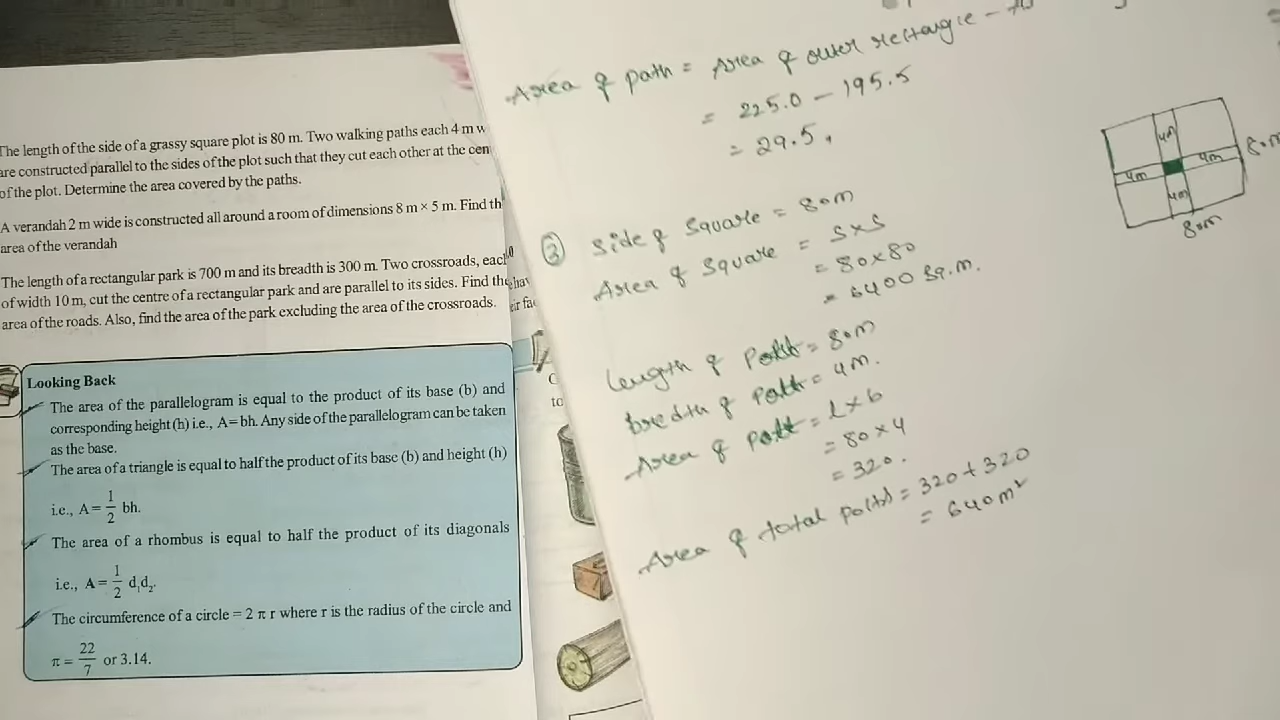 The length of the side of a grassy square plot is 80 m. Two walking paths each 4 m w
are constructed parallel to the sides of the plot such that they cut each other at the cen
of the plot. Determine the area covered by the paths.
A verandah 2 m wide is constructed all around a room of dimensions 8 m × 5 m. Find th
area of the verandah
The length of a rectangular park is 700 m and its breadth is 300 m. Two crossroads, eac
of width 10 m, cut the centre of a rectangular park and are parallel to its sides. Find the
area of the roads. Also, find the area of the park excluding the area of the crossroads.
Looking Back
The area of the parallelogram is equal to the product of its base (b) and
corresponding height (h) i.e., A = bh. Any side of the parallelogram can be taken
as the base.
The area of a triangle is equal to half the product of its base (b) and height (h)
i.e., A = 1/2 bh.
The area of a rhombus is equal to half the product of its diagonals
i.e., A = 1/2 d₁d₂.
The circumference of a circle = 2 π r where r is the radius of the circle and
π = 22/7 or 3.14.
Area of path = Area of outer rectangle -
= 225.0 - 195.5
= 29.5.
Side of Square = 80m
Area of Square = S×S
= 80×80
= 6400 Sq.m.
length of Path = 80m
bredth of Path = 4m.
Area of Path = l×b
= 80×4
= 320.
Area of total path = 320+320
= 640m²
4m
4m
4m
4m
80m
80m